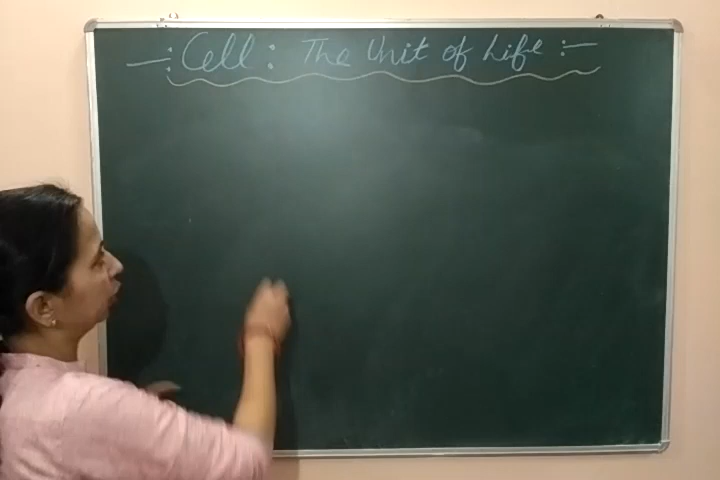 —: Cell: The Unit of Life :—